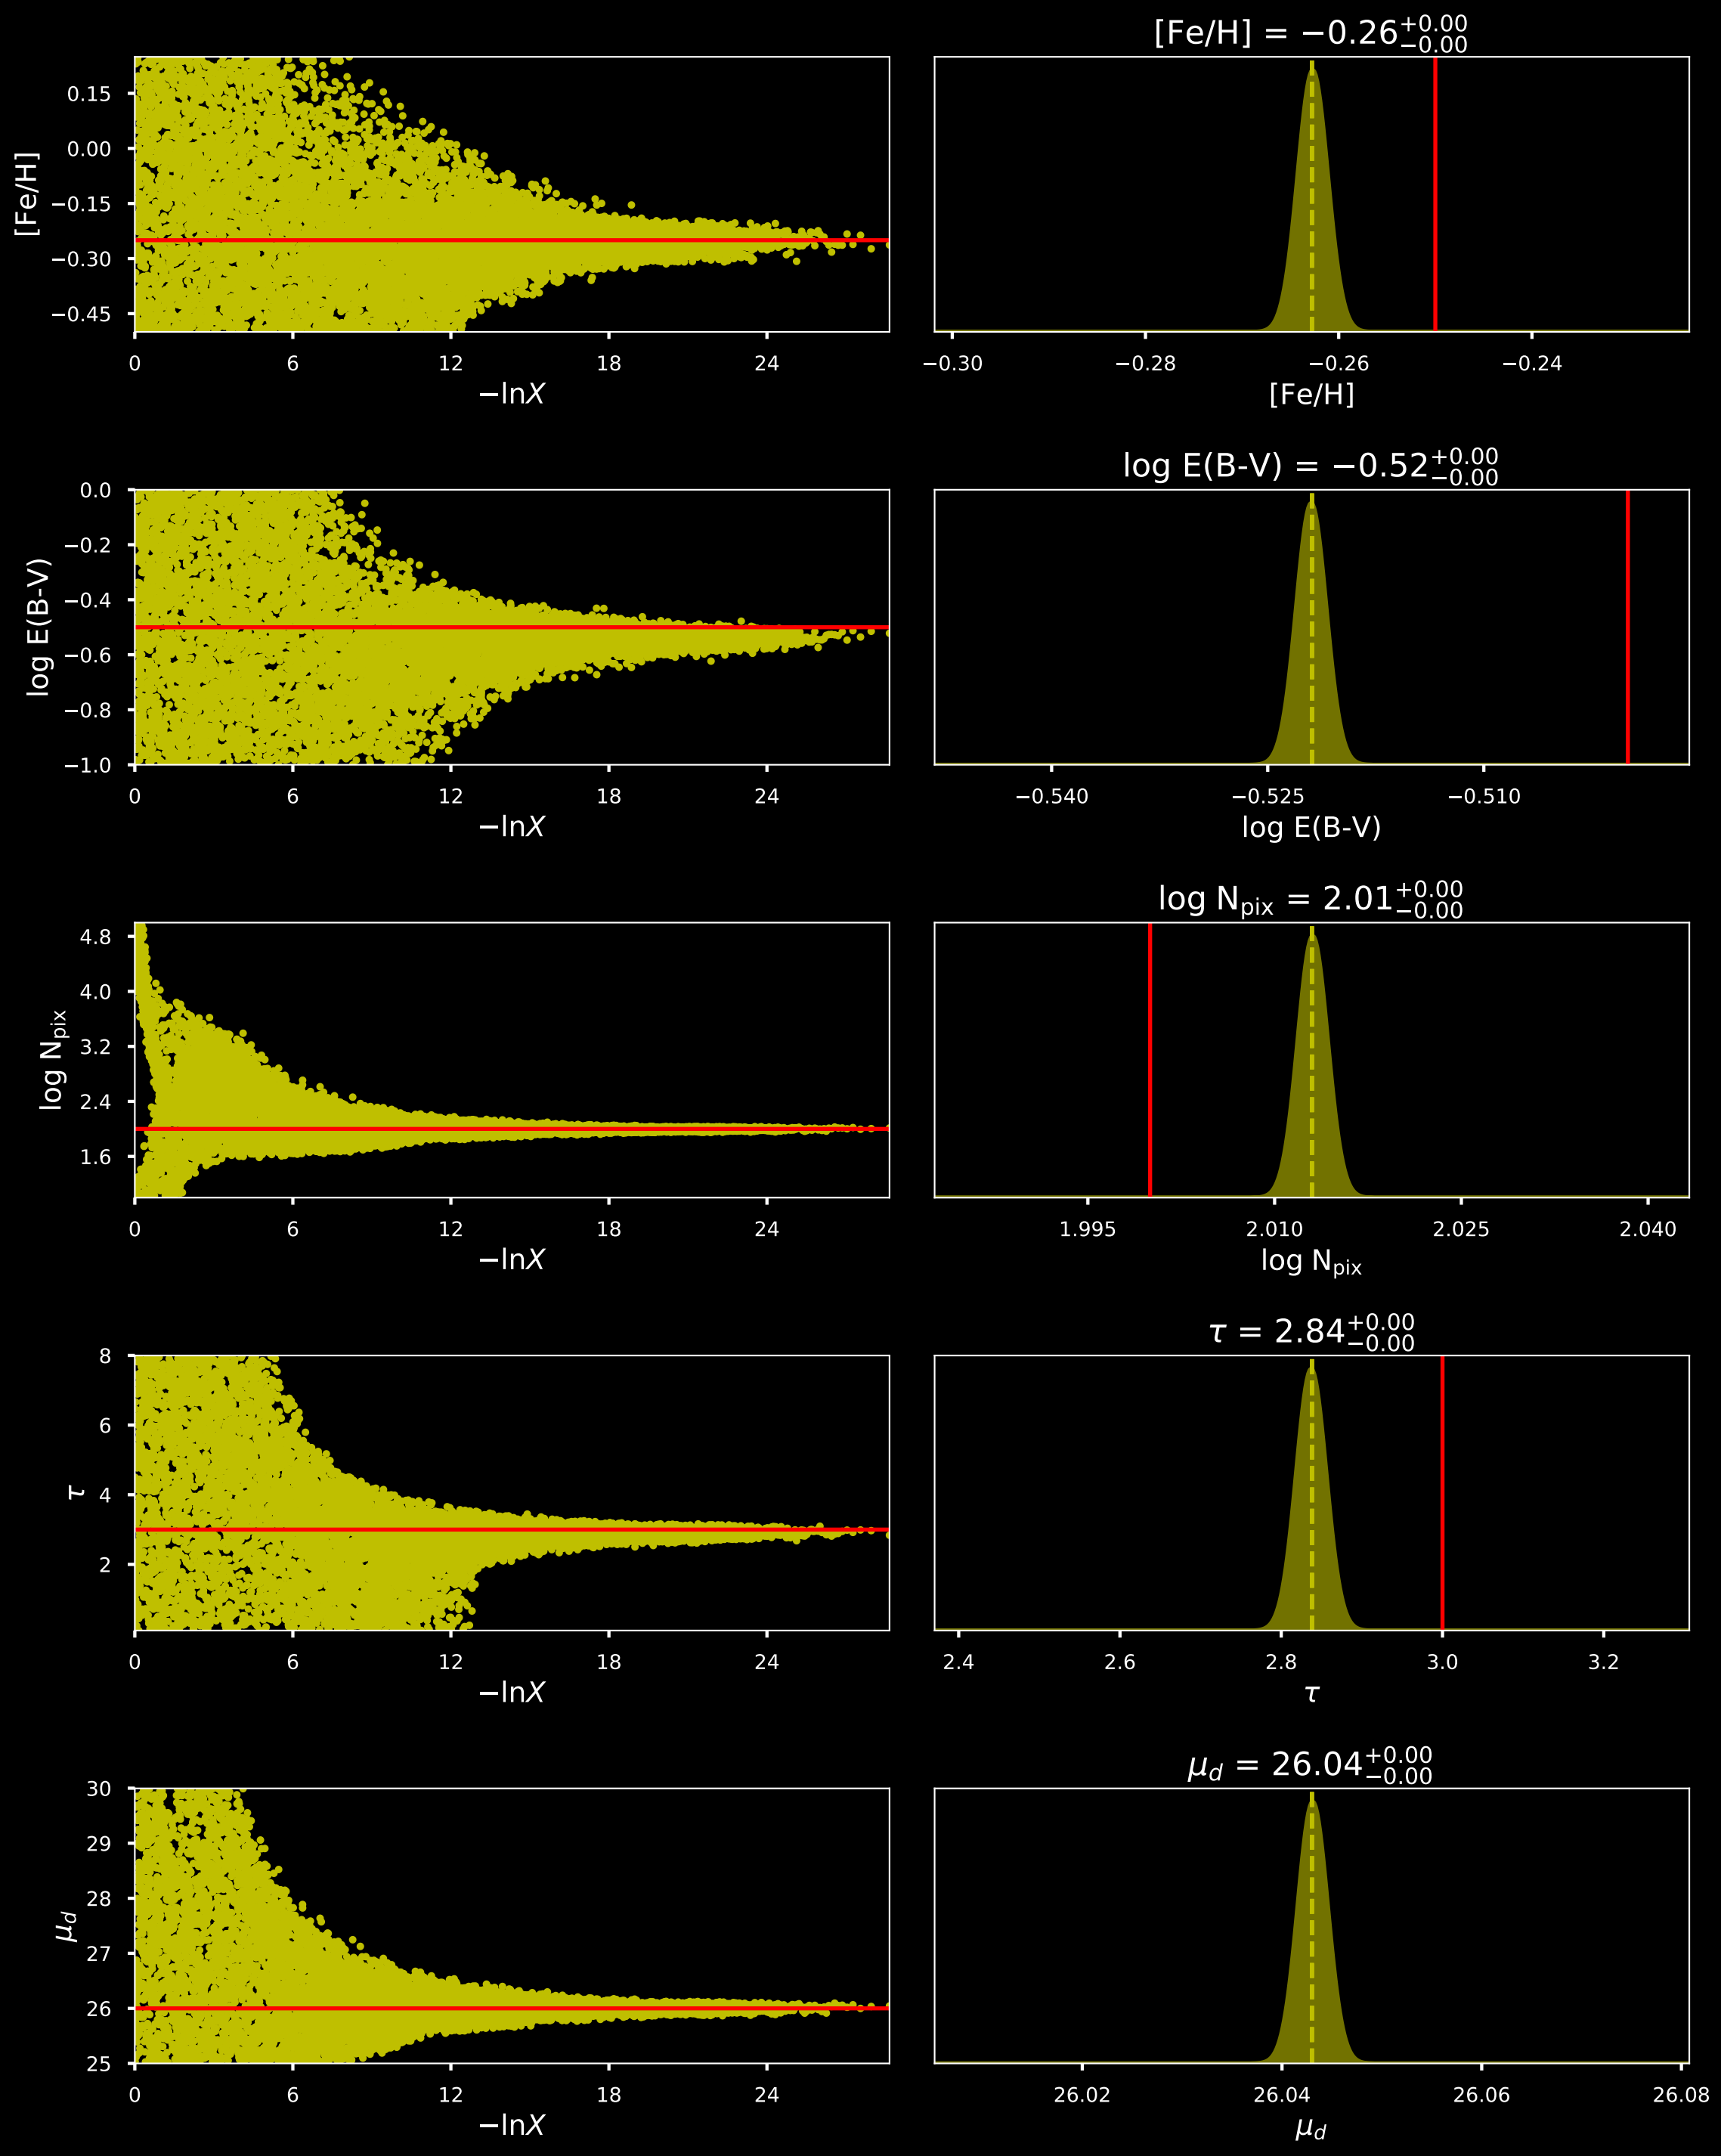 [Fe/H] = −0.26+0.00−0.00
[Fe/H]
0.15
0.00
−0.15
−0.30
−0.45
0 6 12 18 24
−lnX
−0.30 −0.28 −0.26 −0.24
[Fe/H]
log E(B-V) = −0.52+0.00−0.00
log E(B-V)
0.0
−0.2
−0.4
−0.6
−0.8
−1.0
0 6 12 18 24
−lnX
−0.540 −0.525 −0.510
log E(B-V)
log Npix = 2.01+0.00−0.00
log Npix
4.8
4.0
3.2
2.4
1.6
0 6 12 18 24
−lnX
1.995 2.010 2.025 2.040
log Npix
τ = 2.84+0.00−0.00
τ
8
6
4
2
0 6 12 18 24
−lnX
2.4 2.6 2.8 3.0 3.2
τ
μd = 26.04+0.00−0.00
μd
30
29
28
27
26
25
0 6 12 18 24
−lnX
26.02 26.04 26.06 26.08
μd